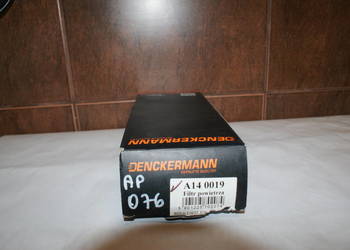 DENCKERMANN
DENCKERMANN
A14 0019
Filtr powietrza
AP
076